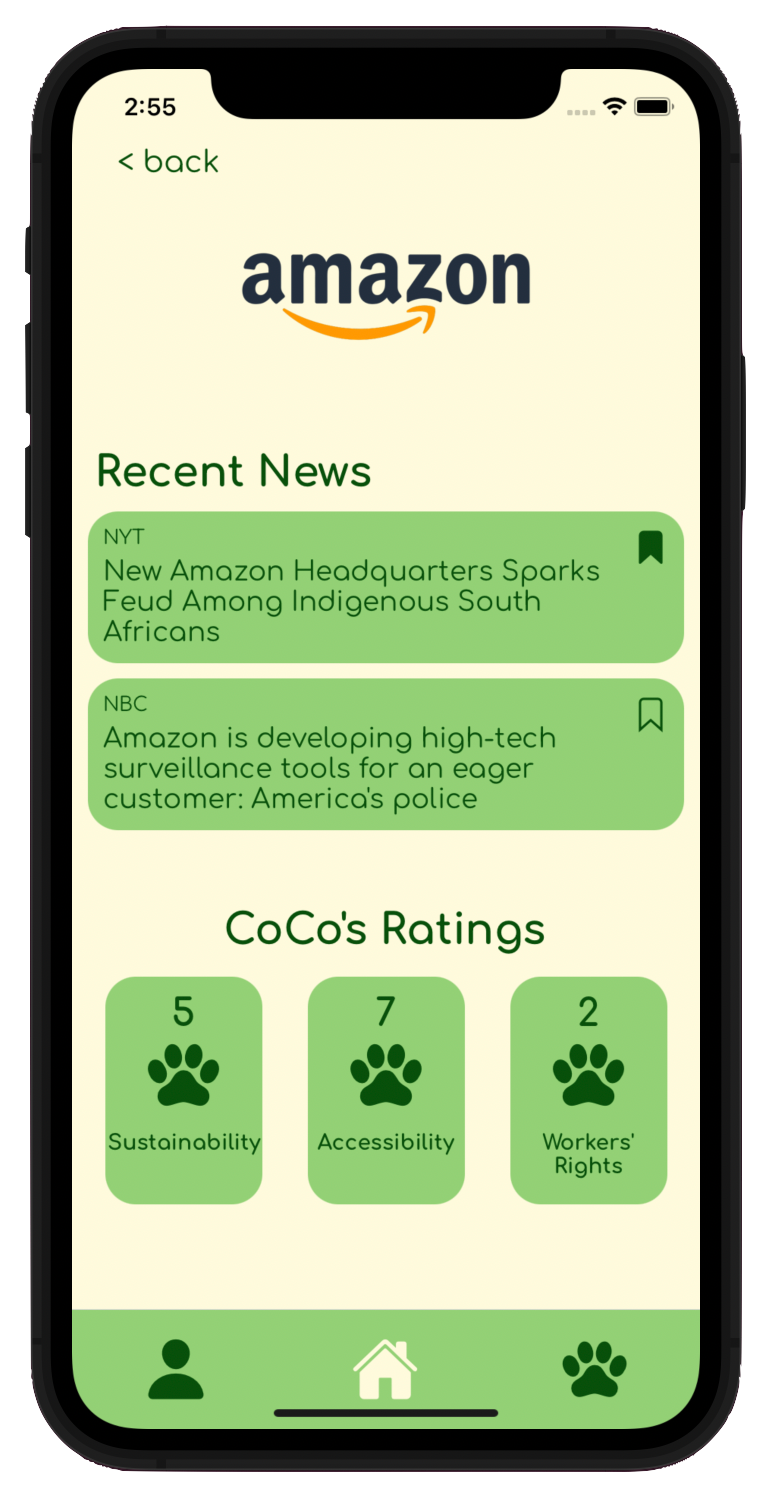 2:55
< back
amazon
Recent News
NYT
New Amazon Headquarters Sparks
Feud Among Indigenous South
Africans
NBC
Amazon is developing high-tech
surveillance tools for an eager
customer: America's police
CoCo's Ratings
5 7 2
Sustainability Accessibility Workers'
Rights